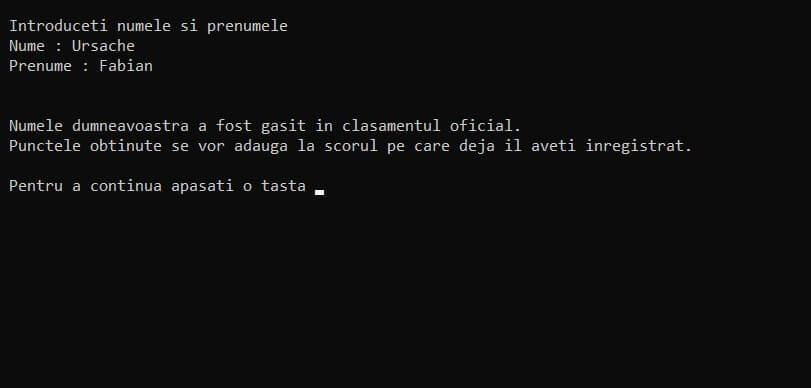 Introduceti numele si prenumele
Nume : Ursache
Prenume : Fabian
Numele dumneavoastra a fost gasit in clasamentul oficial.
Punctele obtinute se vor adauga la scorul pe care deja il aveti inregistrat.
Pentru a continua apasati o tasta